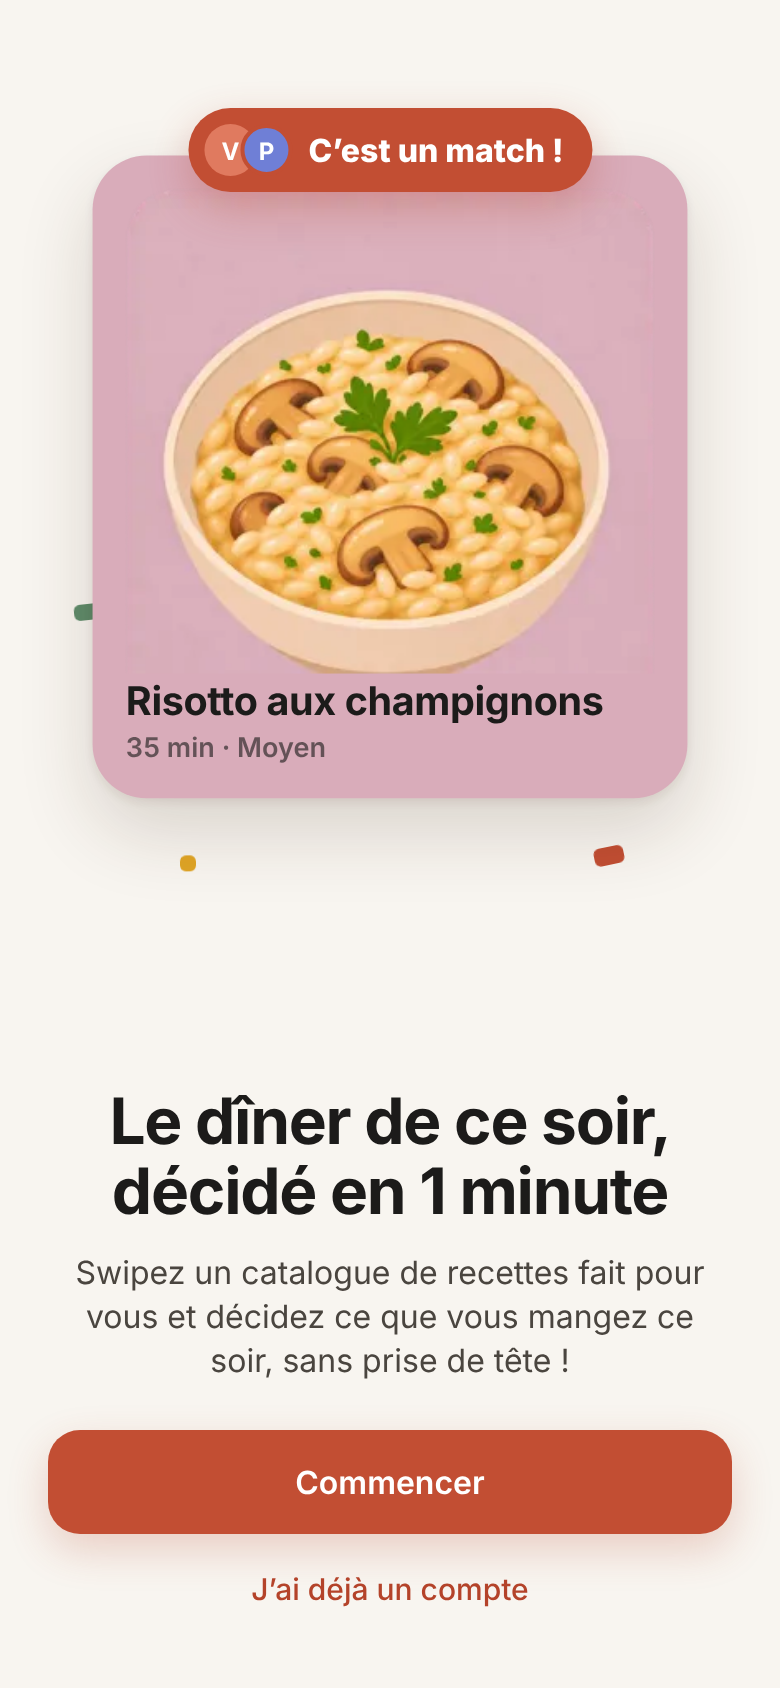 V P C’est un match !
Risotto aux champignons
35 min · Moyen
Le dîner de ce soir,
décidé en 1 minute
Swipez un catalogue de recettes fait pour
vous et décidez ce que vous mangez ce
soir, sans prise de tête !
Commencer
J’ai déjà un compte